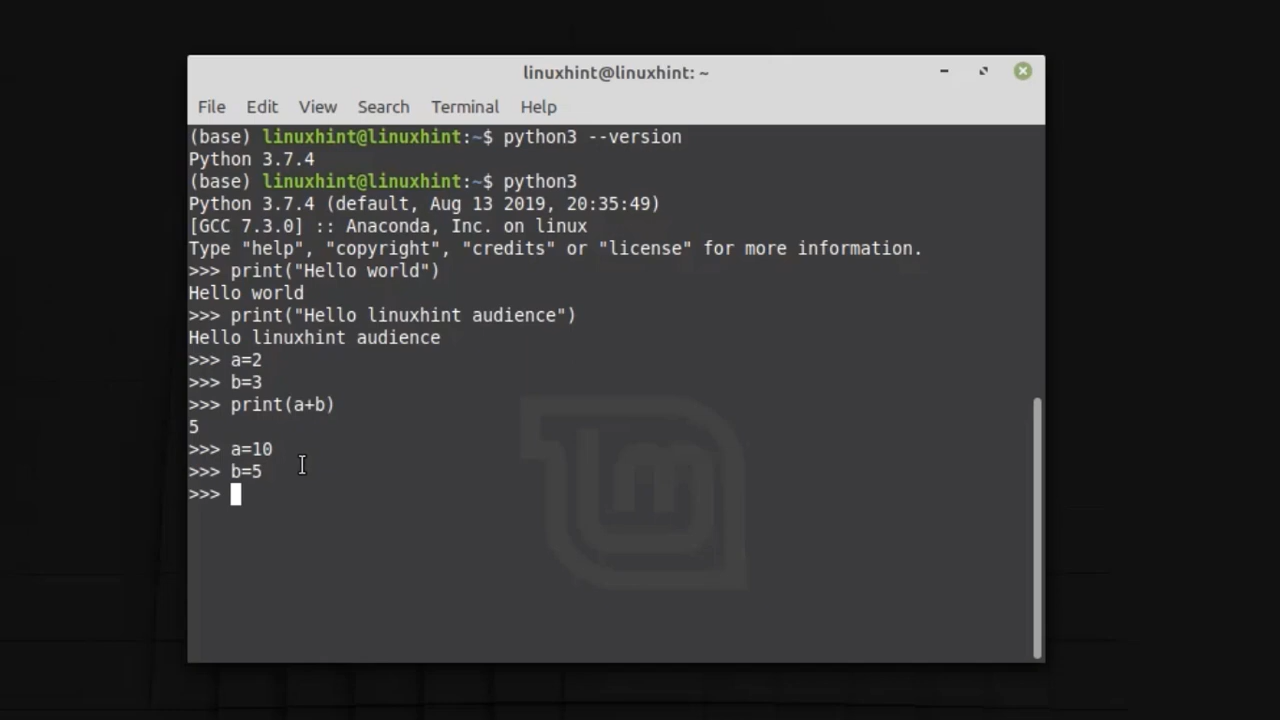 linuxhint@linuxhint: ~
File Edit View Search Terminal Help
(base) linuxhint@linuxhint:~$ python3 --version
Python 3.7.4
(base) linuxhint@linuxhint:~$ python3
Python 3.7.4 (default, Aug 13 2019, 20:35:49)
[GCC 7.3.0] :: Anaconda, Inc. on linux
Type "help", "copyright", "credits" or "license" for more information.
>>> print("Hello world")
Hello world
>>> print("Hello linuxhint audience")
Hello linuxhint audience
>>> a=2
>>> b=3
>>> print(a+b)
5
>>> a=10
>>> b=5
>>>